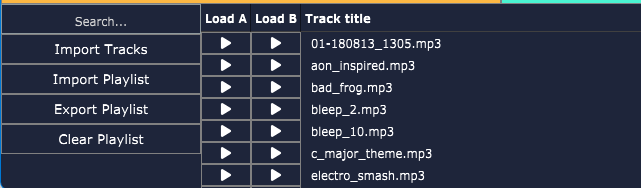 Search...
Import Tracks
Import Playlist
Export Playlist
Clear Playlist
Load A Load B Track title
01-180813_1305.mp3
aon_inspired.mp3
bad_frog.mp3
bleep_2.mp3
bleep_10.mp3
c_major_theme.mp3
electro_smash.mp3